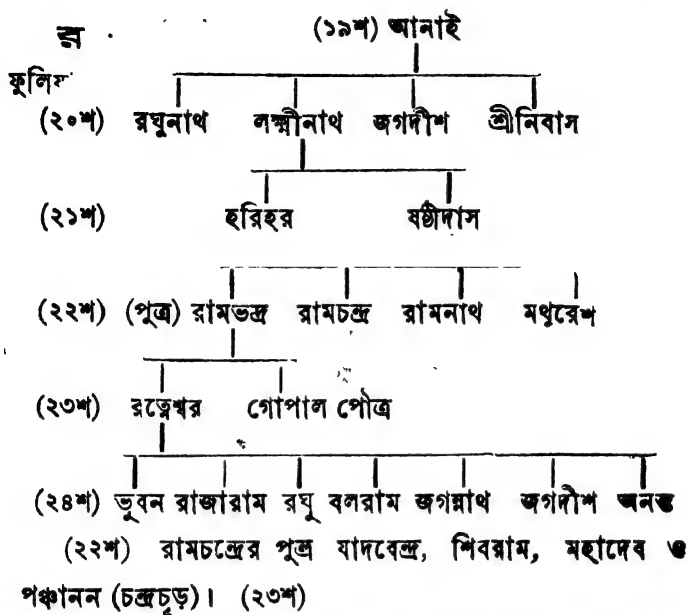 র (১৯শ) আনাই
ফুলিয়
(২০শ) রঘুনাথ লক্ষ্মীনাথ জগদীশ শ্রীনিবাস
(২১শ) হরিহর ষষ্ঠীদাস
(২২শ) (পুত্র) রামভদ্র রামচন্দ্র রামনাথ মথুরেশ
(২৩শ) রত্নেশ্বর গোপাল পৌত্র
(২৪শ) ভুবন রাজারাম রঘু বলরাম জগন্নাথ জগদীশ অনন্ত
(২২শ) রামচন্দ্রের পুত্র যাদবেন্দ্র, শিবরাম, মহাদেব ও
পঞ্চানন (চন্দ্রচূড়)। (২৩শ)